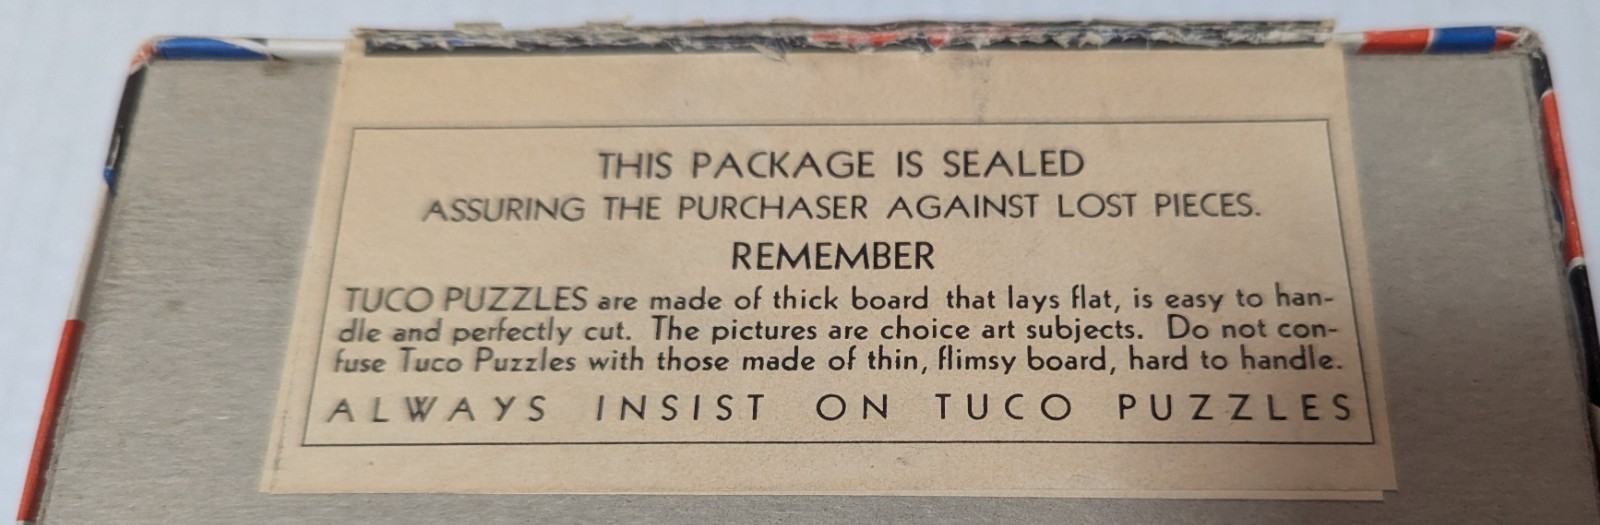 THIS PACKAGE IS SEALED
ASSURING THE PURCHASER AGAINST LOST PIECES.
REMEMBER
TUCO PUZZLES are made of thick board that lays flat, is easy to han-
dle and perfectly cut. The pictures are choice art subjects. Do not con-
fuse Tuco Puzzles with those made of thin, flimsy board, hard to handle.
ALWAYS INSIST ON TUCO PUZZLES